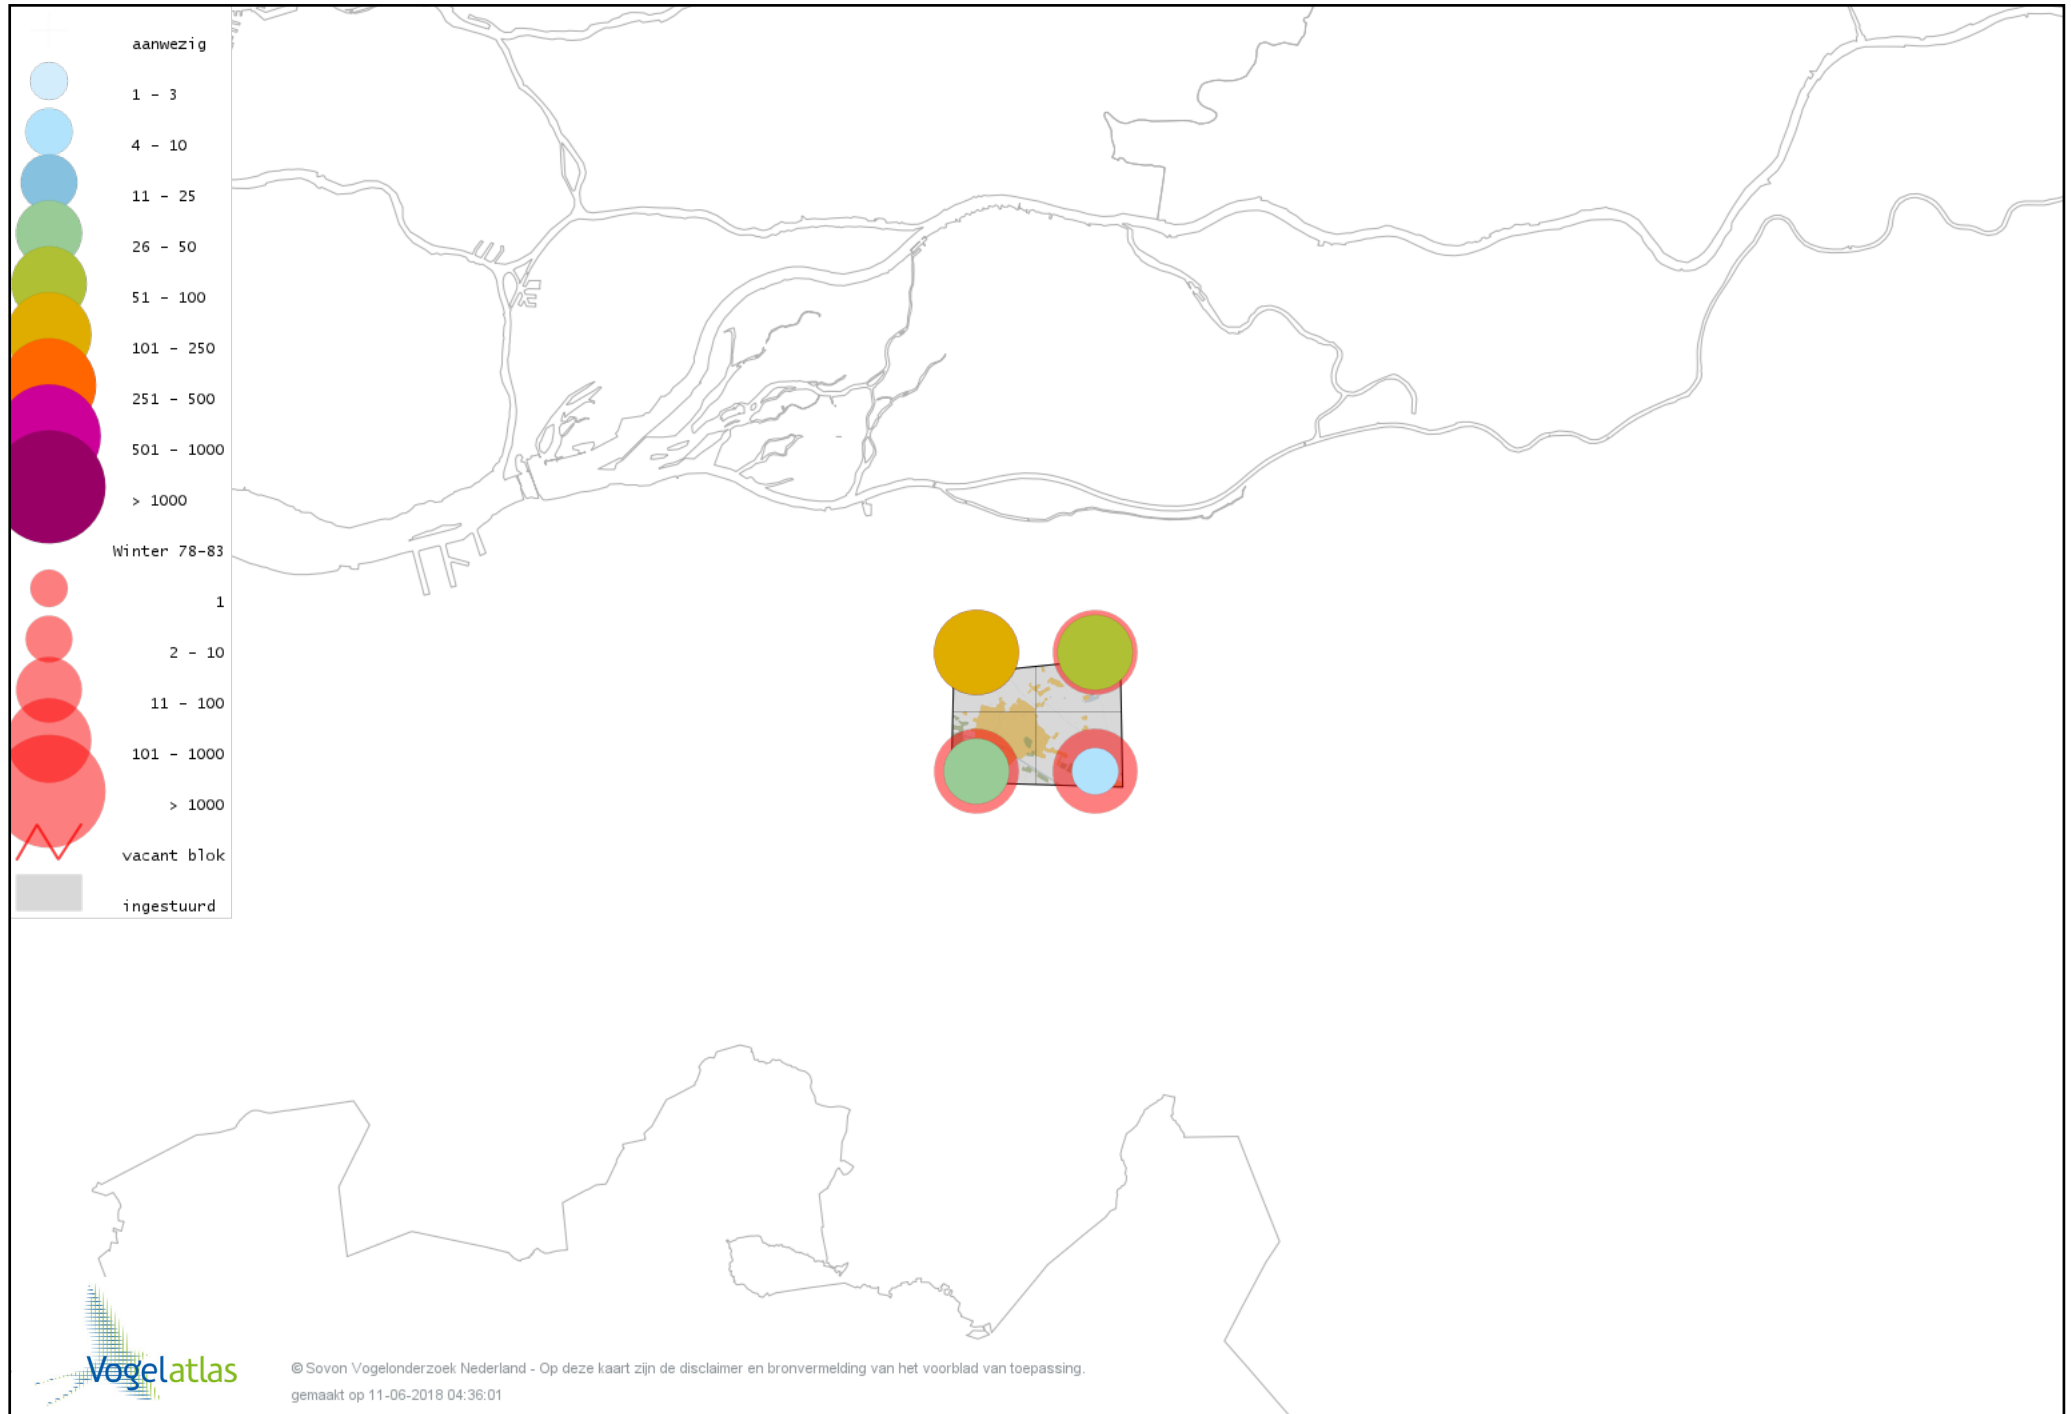 aanwezig
1 - 3
4 - 10
11 - 25
26 - 50
51 - 100
101 - 250
251 - 500
501 - 1000
> 1000
Winter 78-83
1
2 - 10
11 - 100
101 - 1000
> 1000
vacant blok
ingestuurd
Vogelatlas
© Sovon Vogelonderzoek Nederland - Op deze kaart zijn de disclaimer en bronvermelding van het voorblad van toepassing.
gemaakt op 11-06-2018 04:36:01